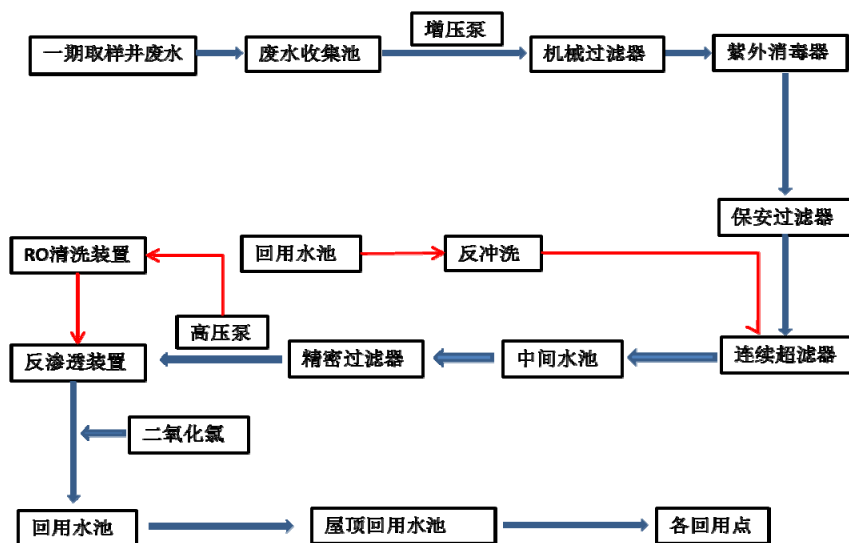 增压泵
一期取样井废水
废水收集池
机械过滤器
紫外消毒器
保安过滤器
RO清洗装置
回用水池
反冲洗
高压泵
反渗透装置
精密过滤器
中间水池
连续超滤器
二氧化氯
回用水池
屋顶回用水池
各回用点